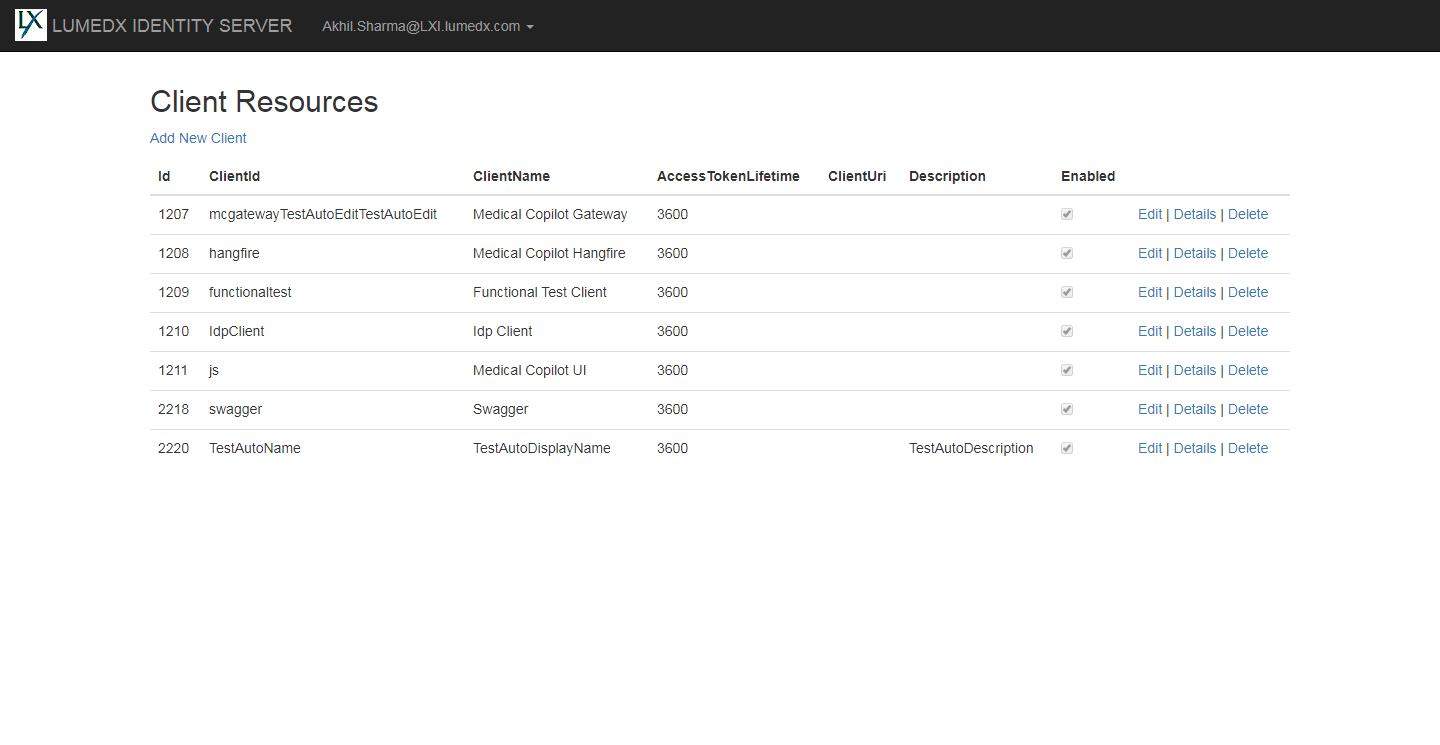 LX LUMEDX IDENTITY SERVER Akhil.Sharma@LXI.lumedx.com
Client Resources
Add New Client
Id ClientId ClientName AccessTokenLifetime ClientUri Description Enabled
1207 mcgatewayTestAutoEditTestAutoEdit Medical Copilot Gateway 3600 Edit | Details | Delete
1208 hangfire Medical Copilot Hangfire 3600 Edit | Details | Delete
1209 functionaltest Functional Test Client 3600 Edit | Details | Delete
1210 IdpClient Idp Client 3600 Edit | Details | Delete
1211 js Medical Copilot UI 3600 Edit | Details | Delete
2218 swagger Swagger 3600 Edit | Details | Delete
2220 TestAutoName TestAutoDisplayName 3600 TestAutoDescription Edit | Details | Delete